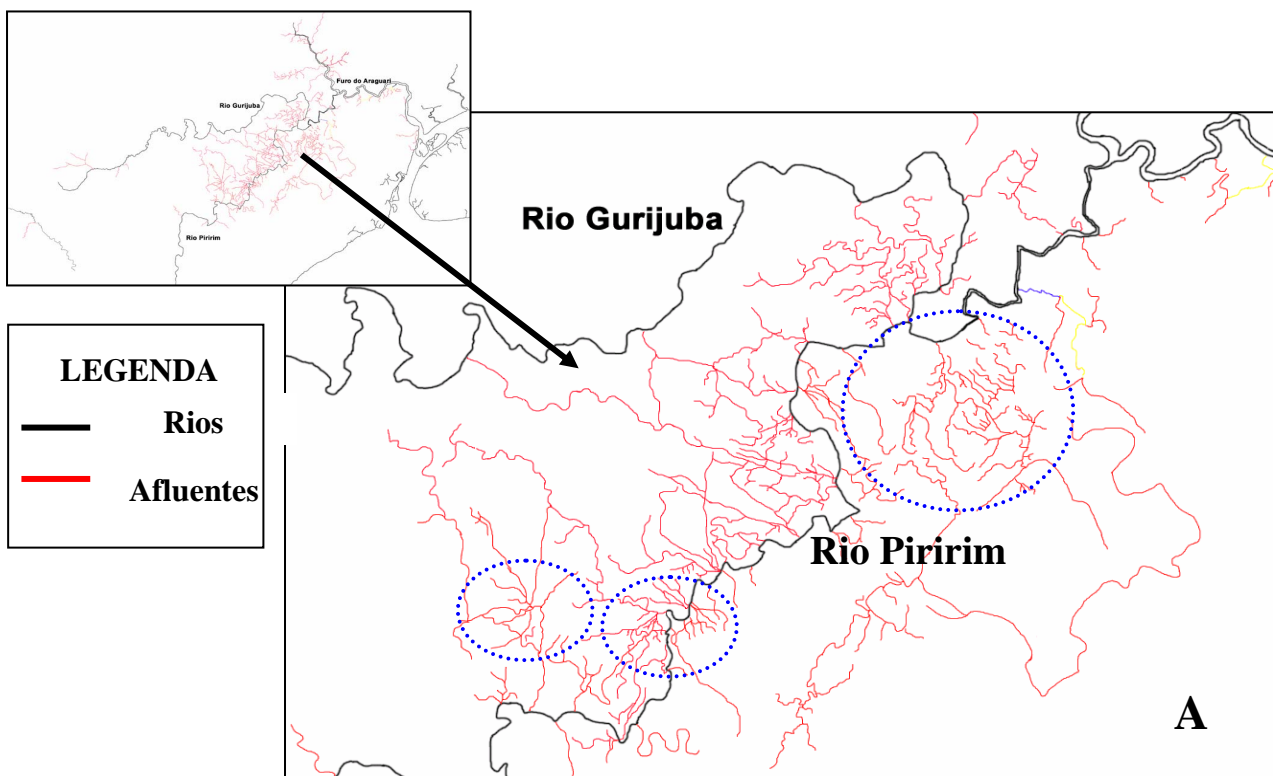 Furo do Araguari
Rio Gurijuba
Rio Piririm
Rio Gurijuba
LEGENDA
Rios
Afluentes
Rio Piririm
A